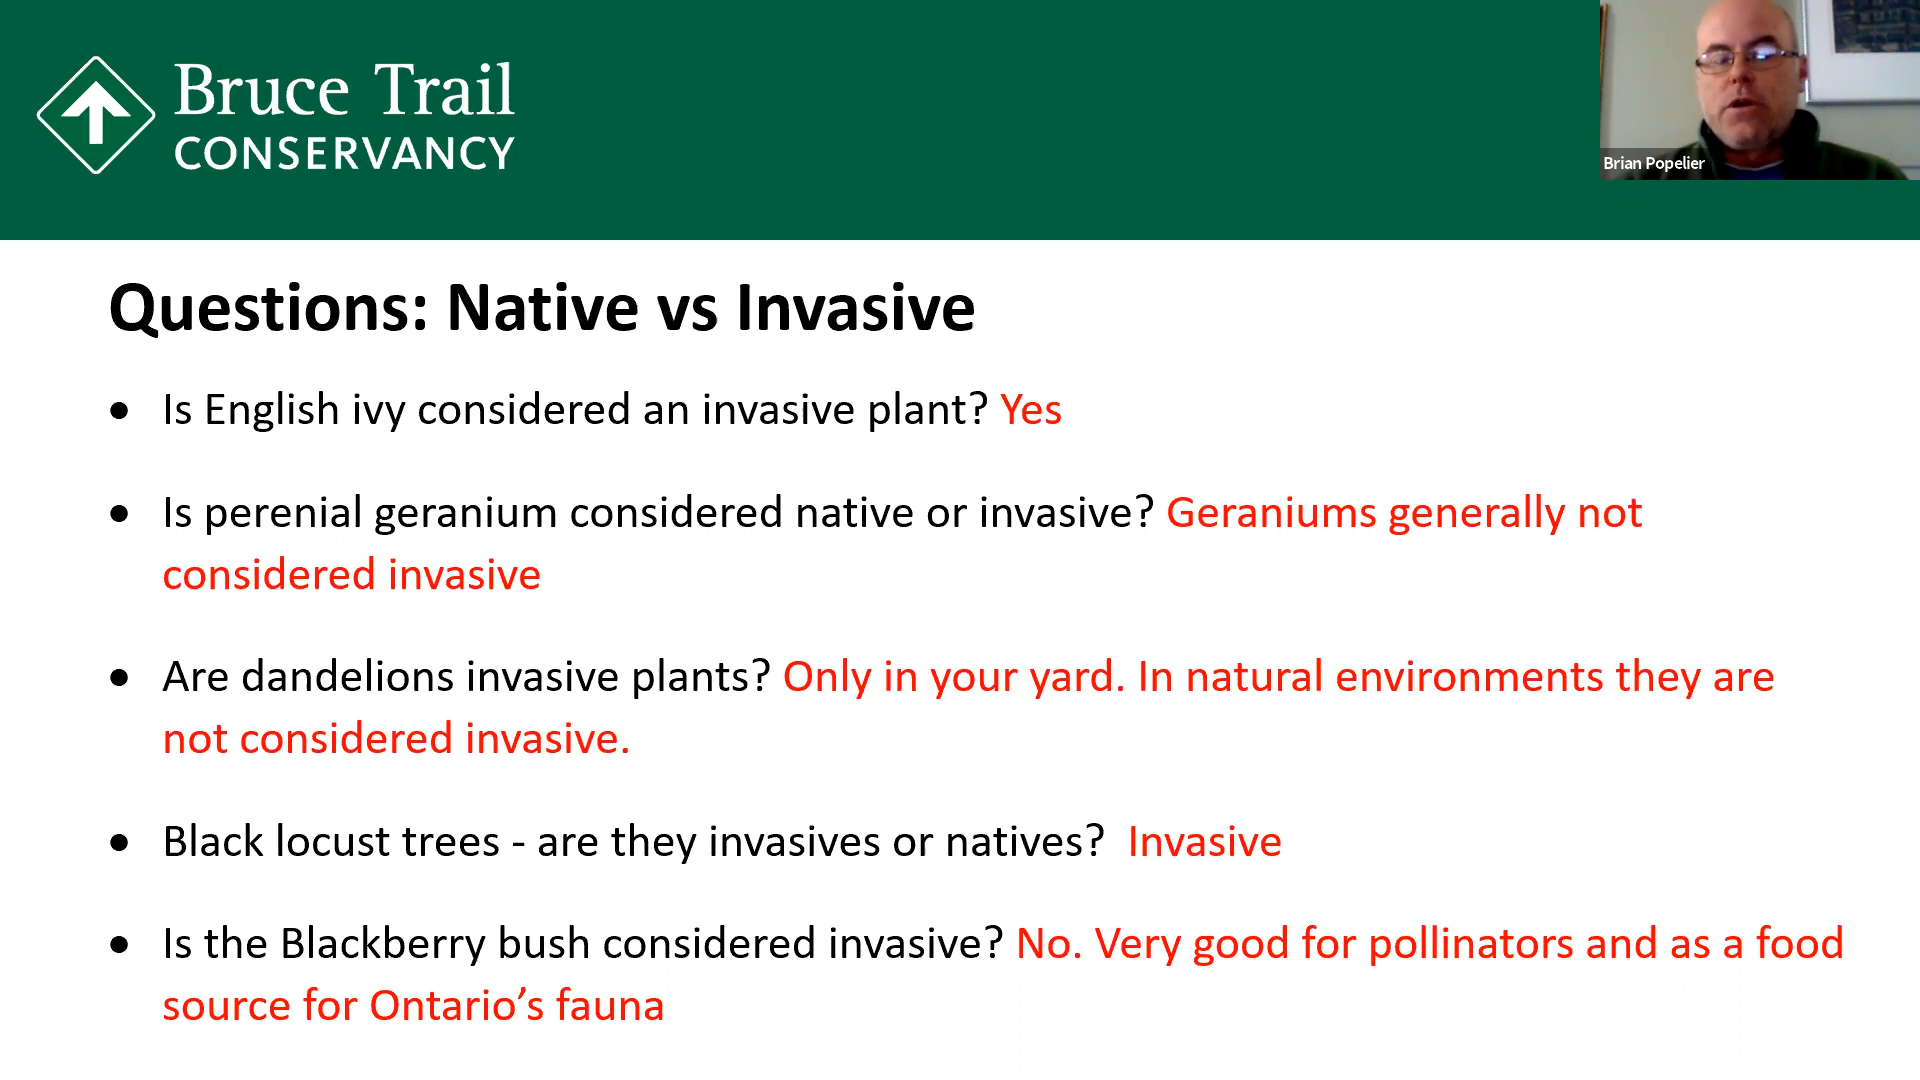 Bruce Trail
CONSERVANCY
Brian Popelier
Questions: Native vs Invasive
• Is English ivy considered an invasive plant? Yes
• Is perenial geranium considered native or invasive? Geraniums generally not
considered invasive
• Are dandelions invasive plants? Only in your yard. In natural environments they are
not considered invasive.
• Black locust trees - are they invasives or natives? Invasive
• Is the Blackberry bush considered invasive? No. Very good for pollinators and as a food
source for Ontario’s fauna